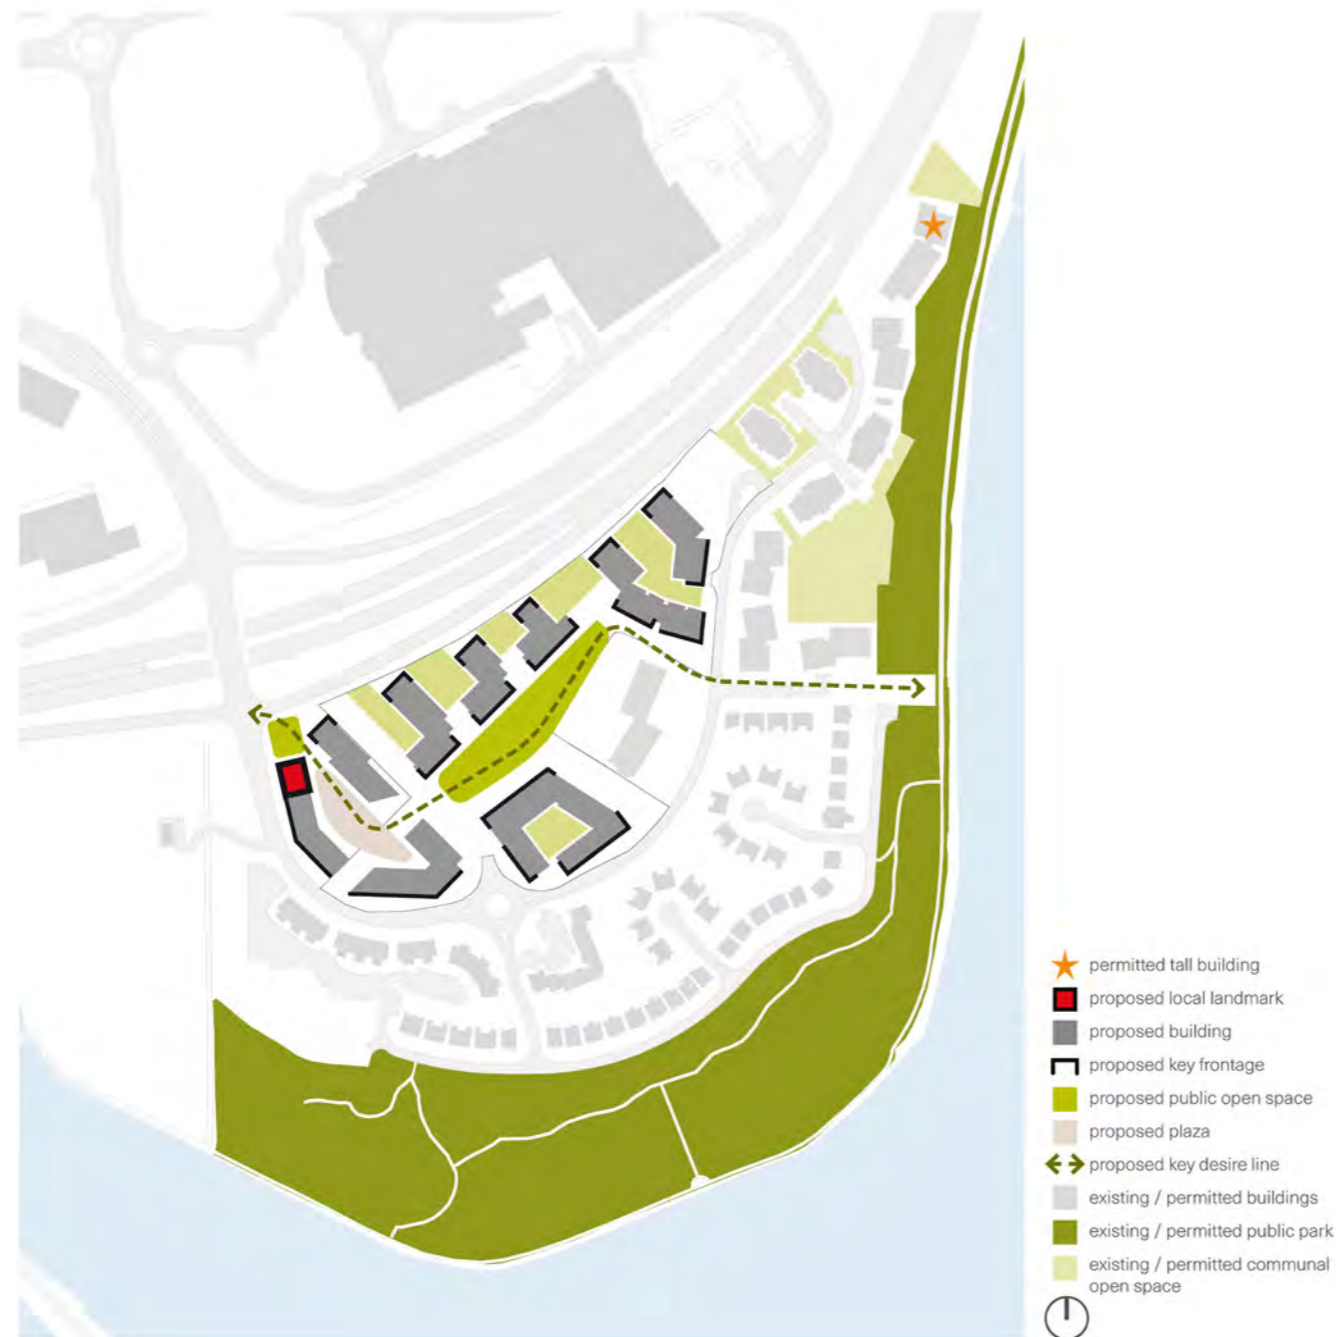 permitted tall building
proposed local landmark
proposed building
proposed key frontage
proposed public open space
proposed plaza
proposed key desire line
existing / permitted buildings
existing / permitted public park
existing / permitted communal
open space